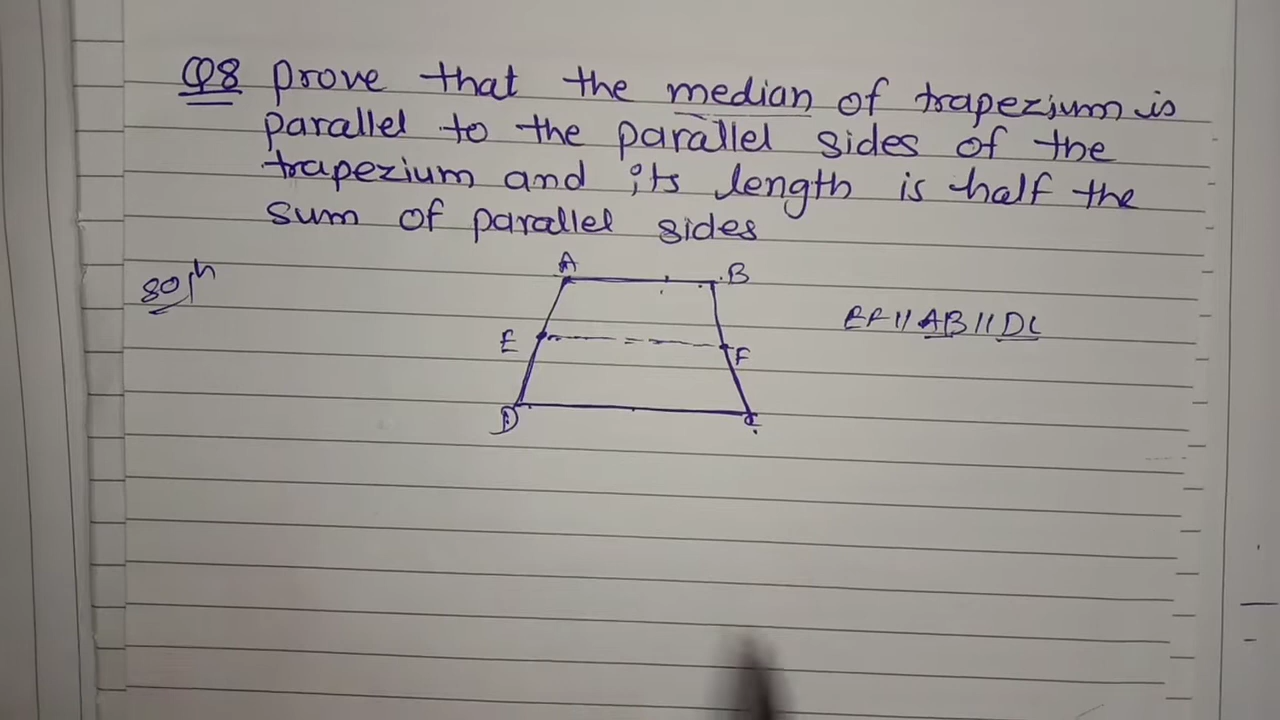 Q8 prove that the median of trapezium is
parallel to the parallel sides of the
trapezium and its length is half the
sum of parallel sides
Soln
A B
EF || AB || DC
E F
D C